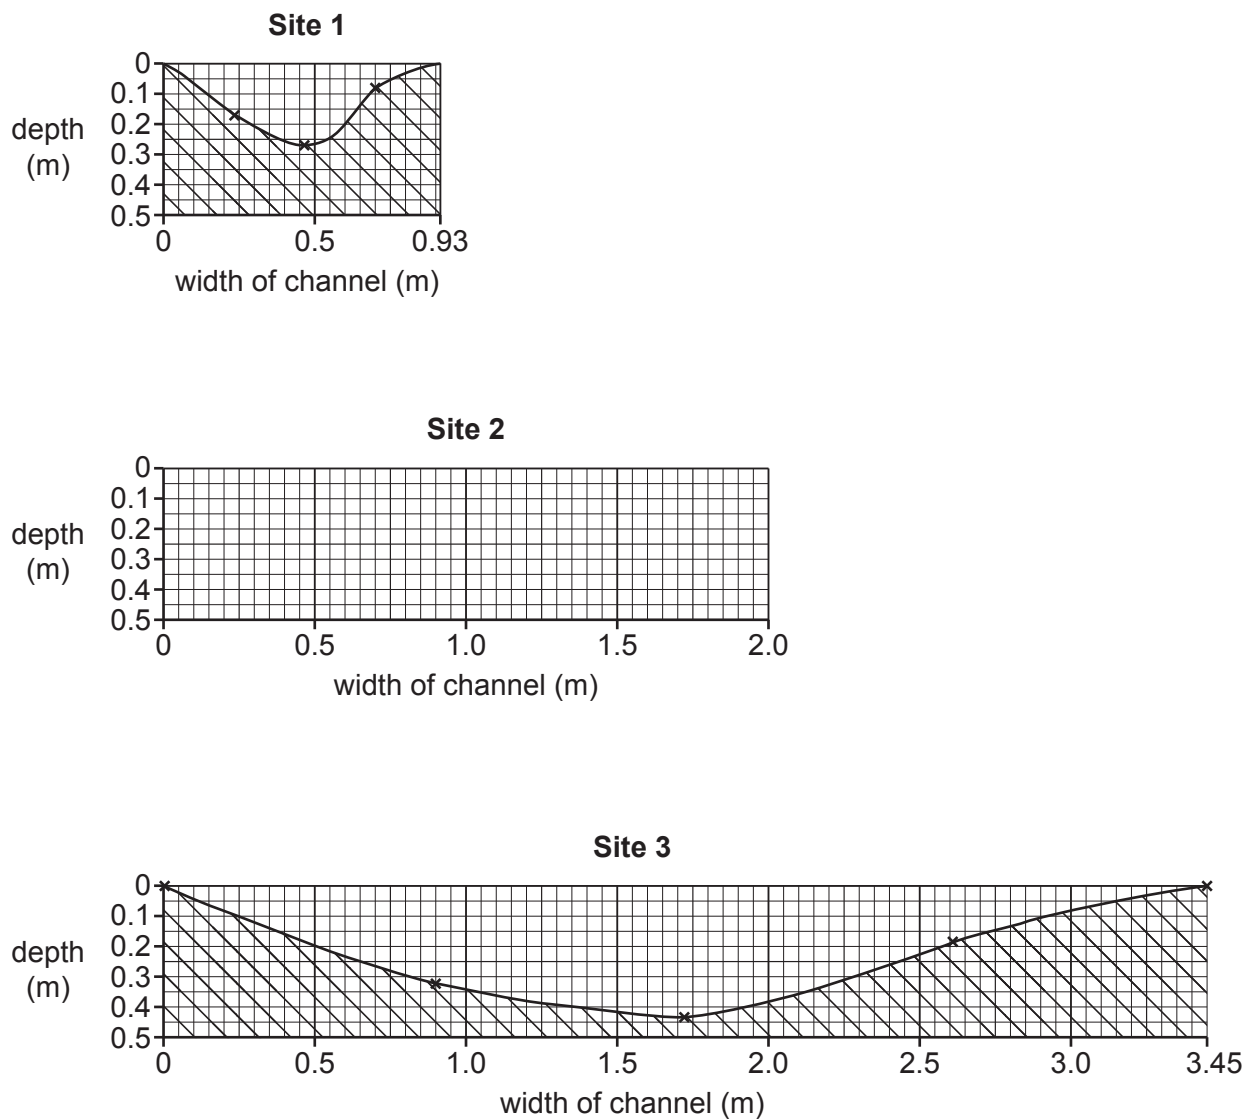 Site 1
0
0.1
0.2
0.3
0.4
0.5
depth
(m)
0 0.5 0.93
width of channel (m)
Site 2
0
0.1
0.2
0.3
0.4
0.5
depth
(m)
0 0.5 1.0 1.5 2.0
width of channel (m)
Site 3
0
0.1
0.2
0.3
0.4
0.5
depth
(m)
0 0.5 1.0 1.5 2.0 2.5 3.0 3.45
width of channel (m)